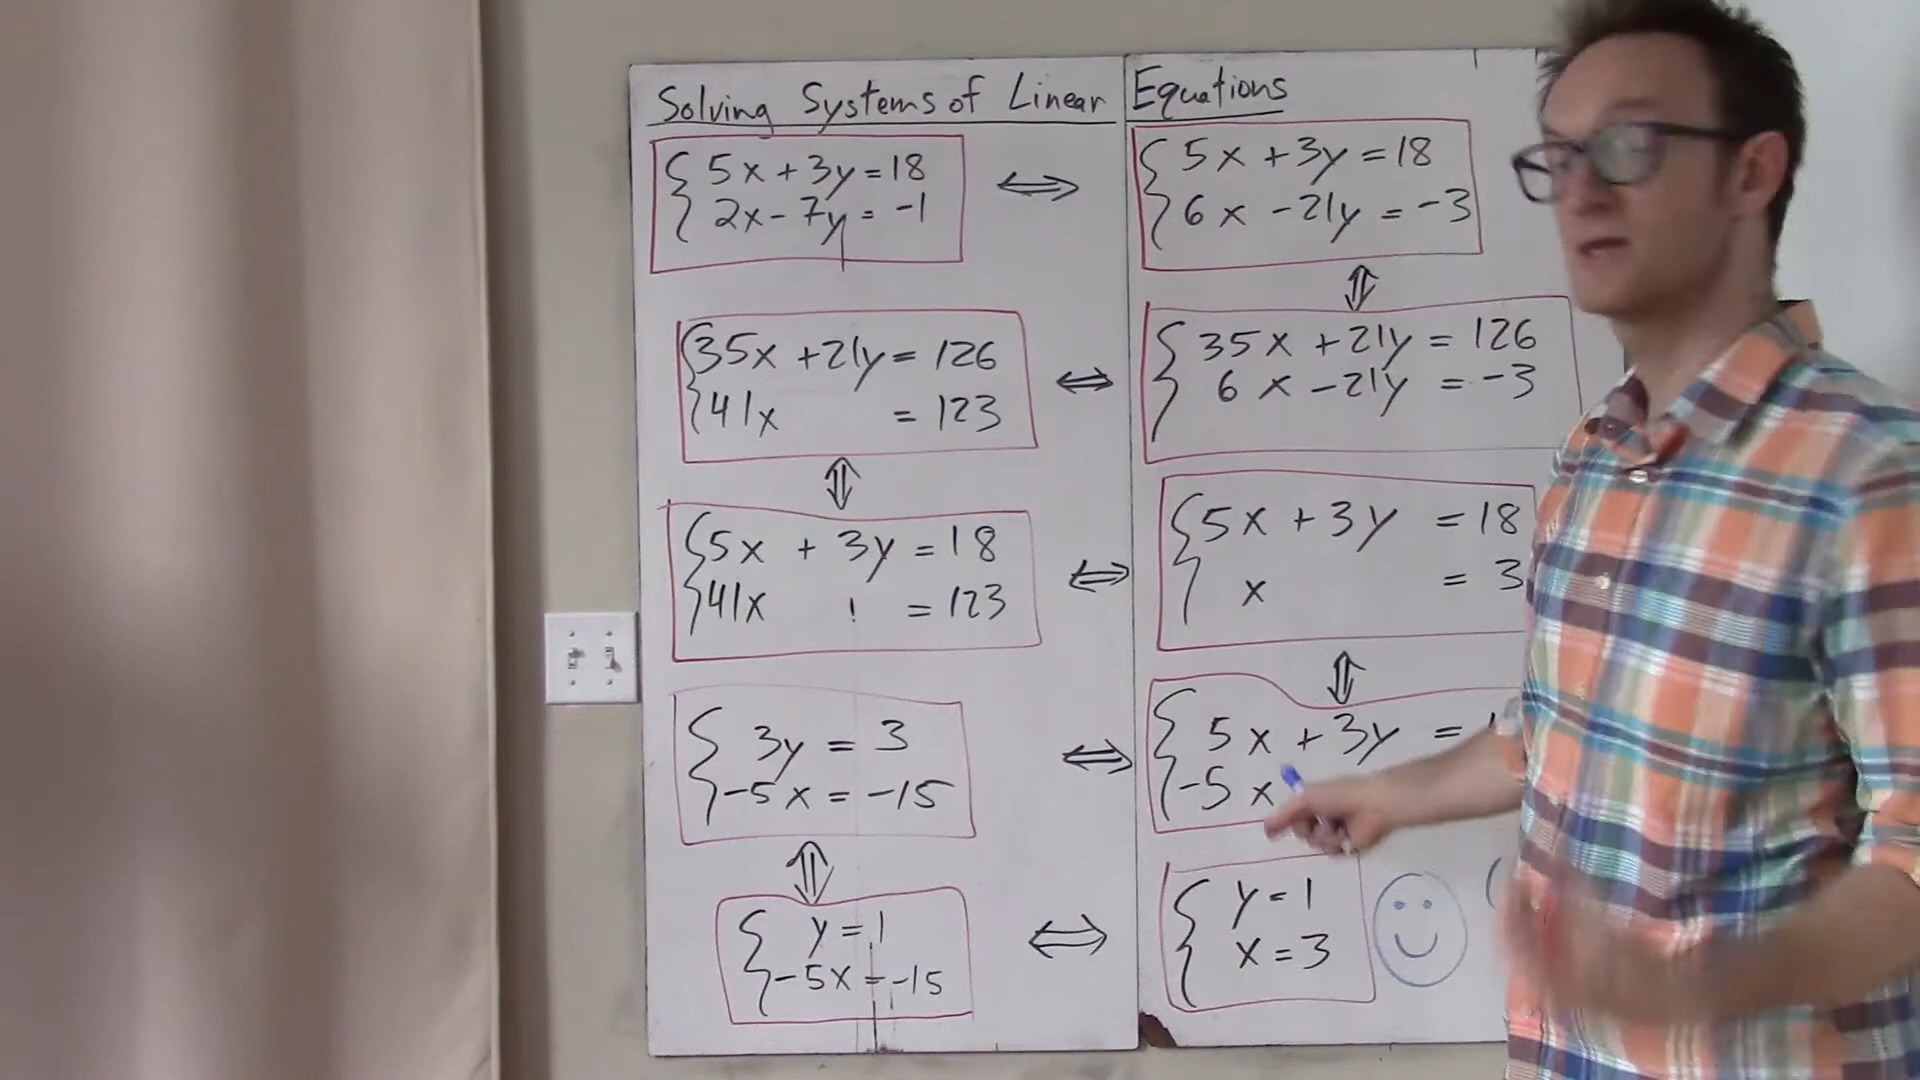 Solving Systems of Linear Equations
5x + 3y = 18
2x - 7y = -1
⇔
5x + 3y = 18
6x - 21y = -3
⇕
35x + 21y = 126
6x - 21y = -3
⇔
35x + 21y = 126
41x = 123
⇕
5x + 3y = 18
41x = 123
⇔
5x + 3y = 18
x = 3
⇕
5x + 3y =
-5x
⇔
3y = 3
-5x = -15
⇕
y = 1
-5x = -15
⇔
y = 1
x = 3